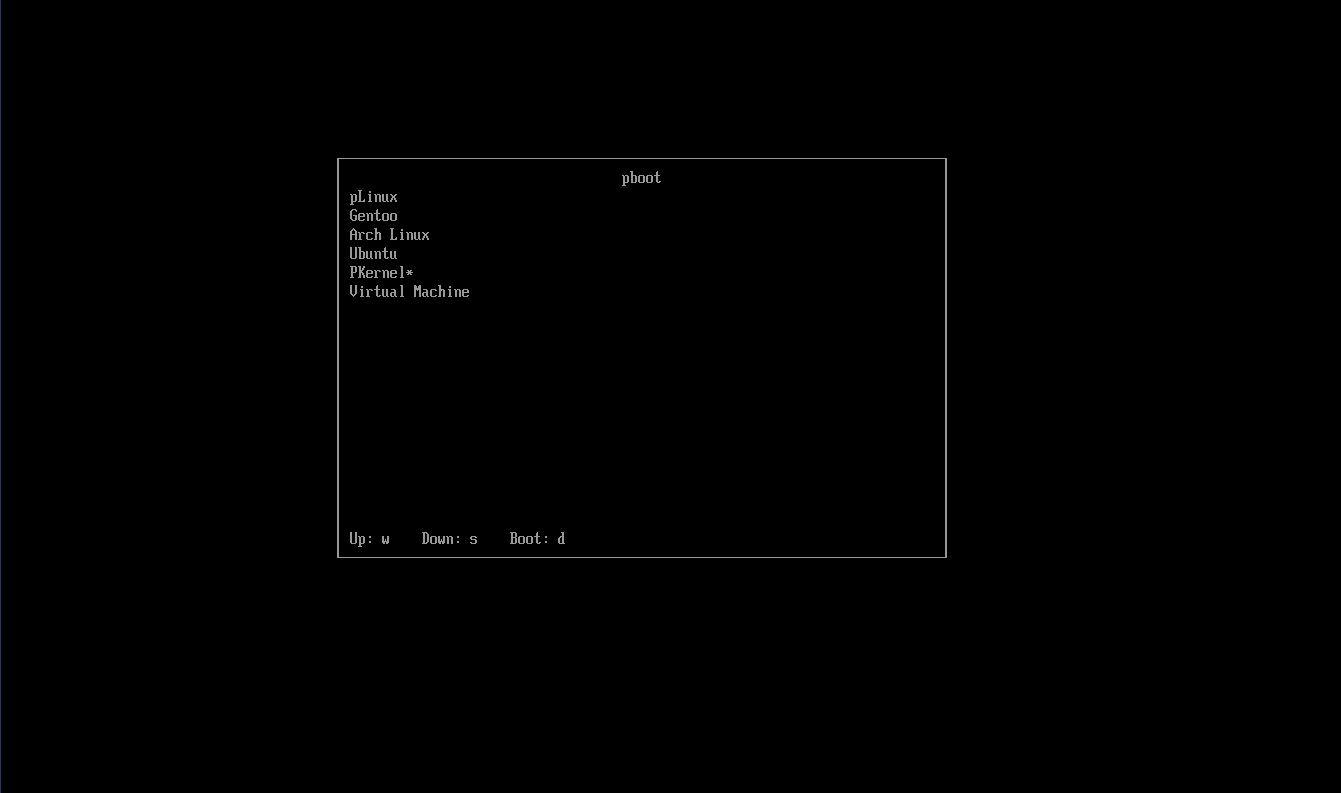 pboot
pLinux
Gentoo
Arch Linux
Ubuntu
PKernel*
Virtual Machine
Up: w    Down: s    Boot: d